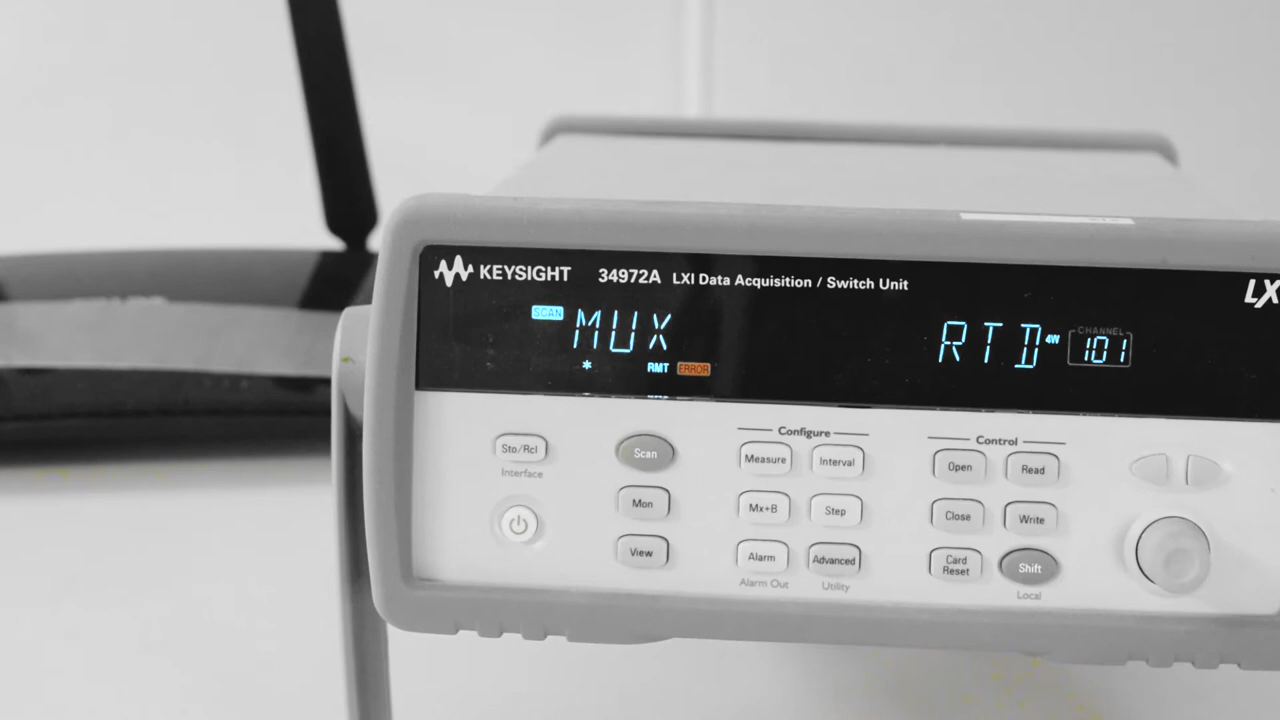 KEYSIGHT 34972A LXI Data Acquisition / Switch Unit
SCAN MUX RTD 4W CHANNEL 101
* RMT ERROR
Configure
Control
Sto/Rcl Scan Measure Interval Open Read
Interface
Mon Mx+B Step Close Write
View Alarm Advanced Card Reset Shift
Alarm Out Utility Local